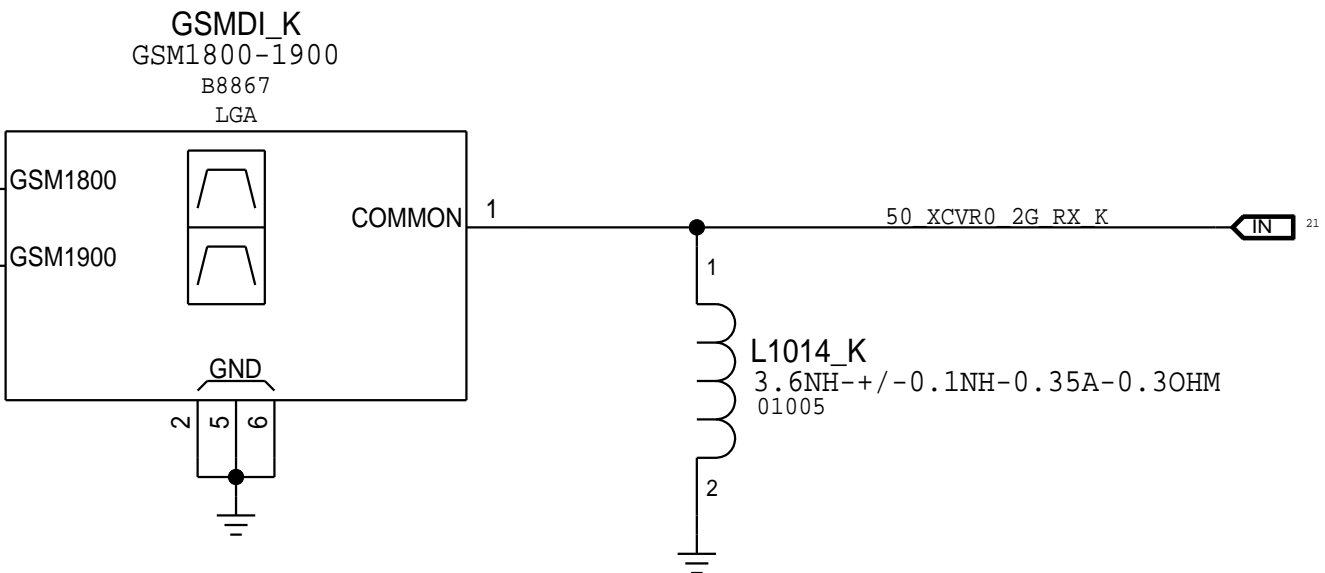 GSMDI_K
GSM1800-1900
B8867
LGA
GSM1800
GSM1900
COMMON
1
50_XCVR0_2G_RX_K
IN
21
GND
2
5
6
1
L1014_K
3.6NH-+/-0.1NH-0.35A-0.3OHM
01005
2